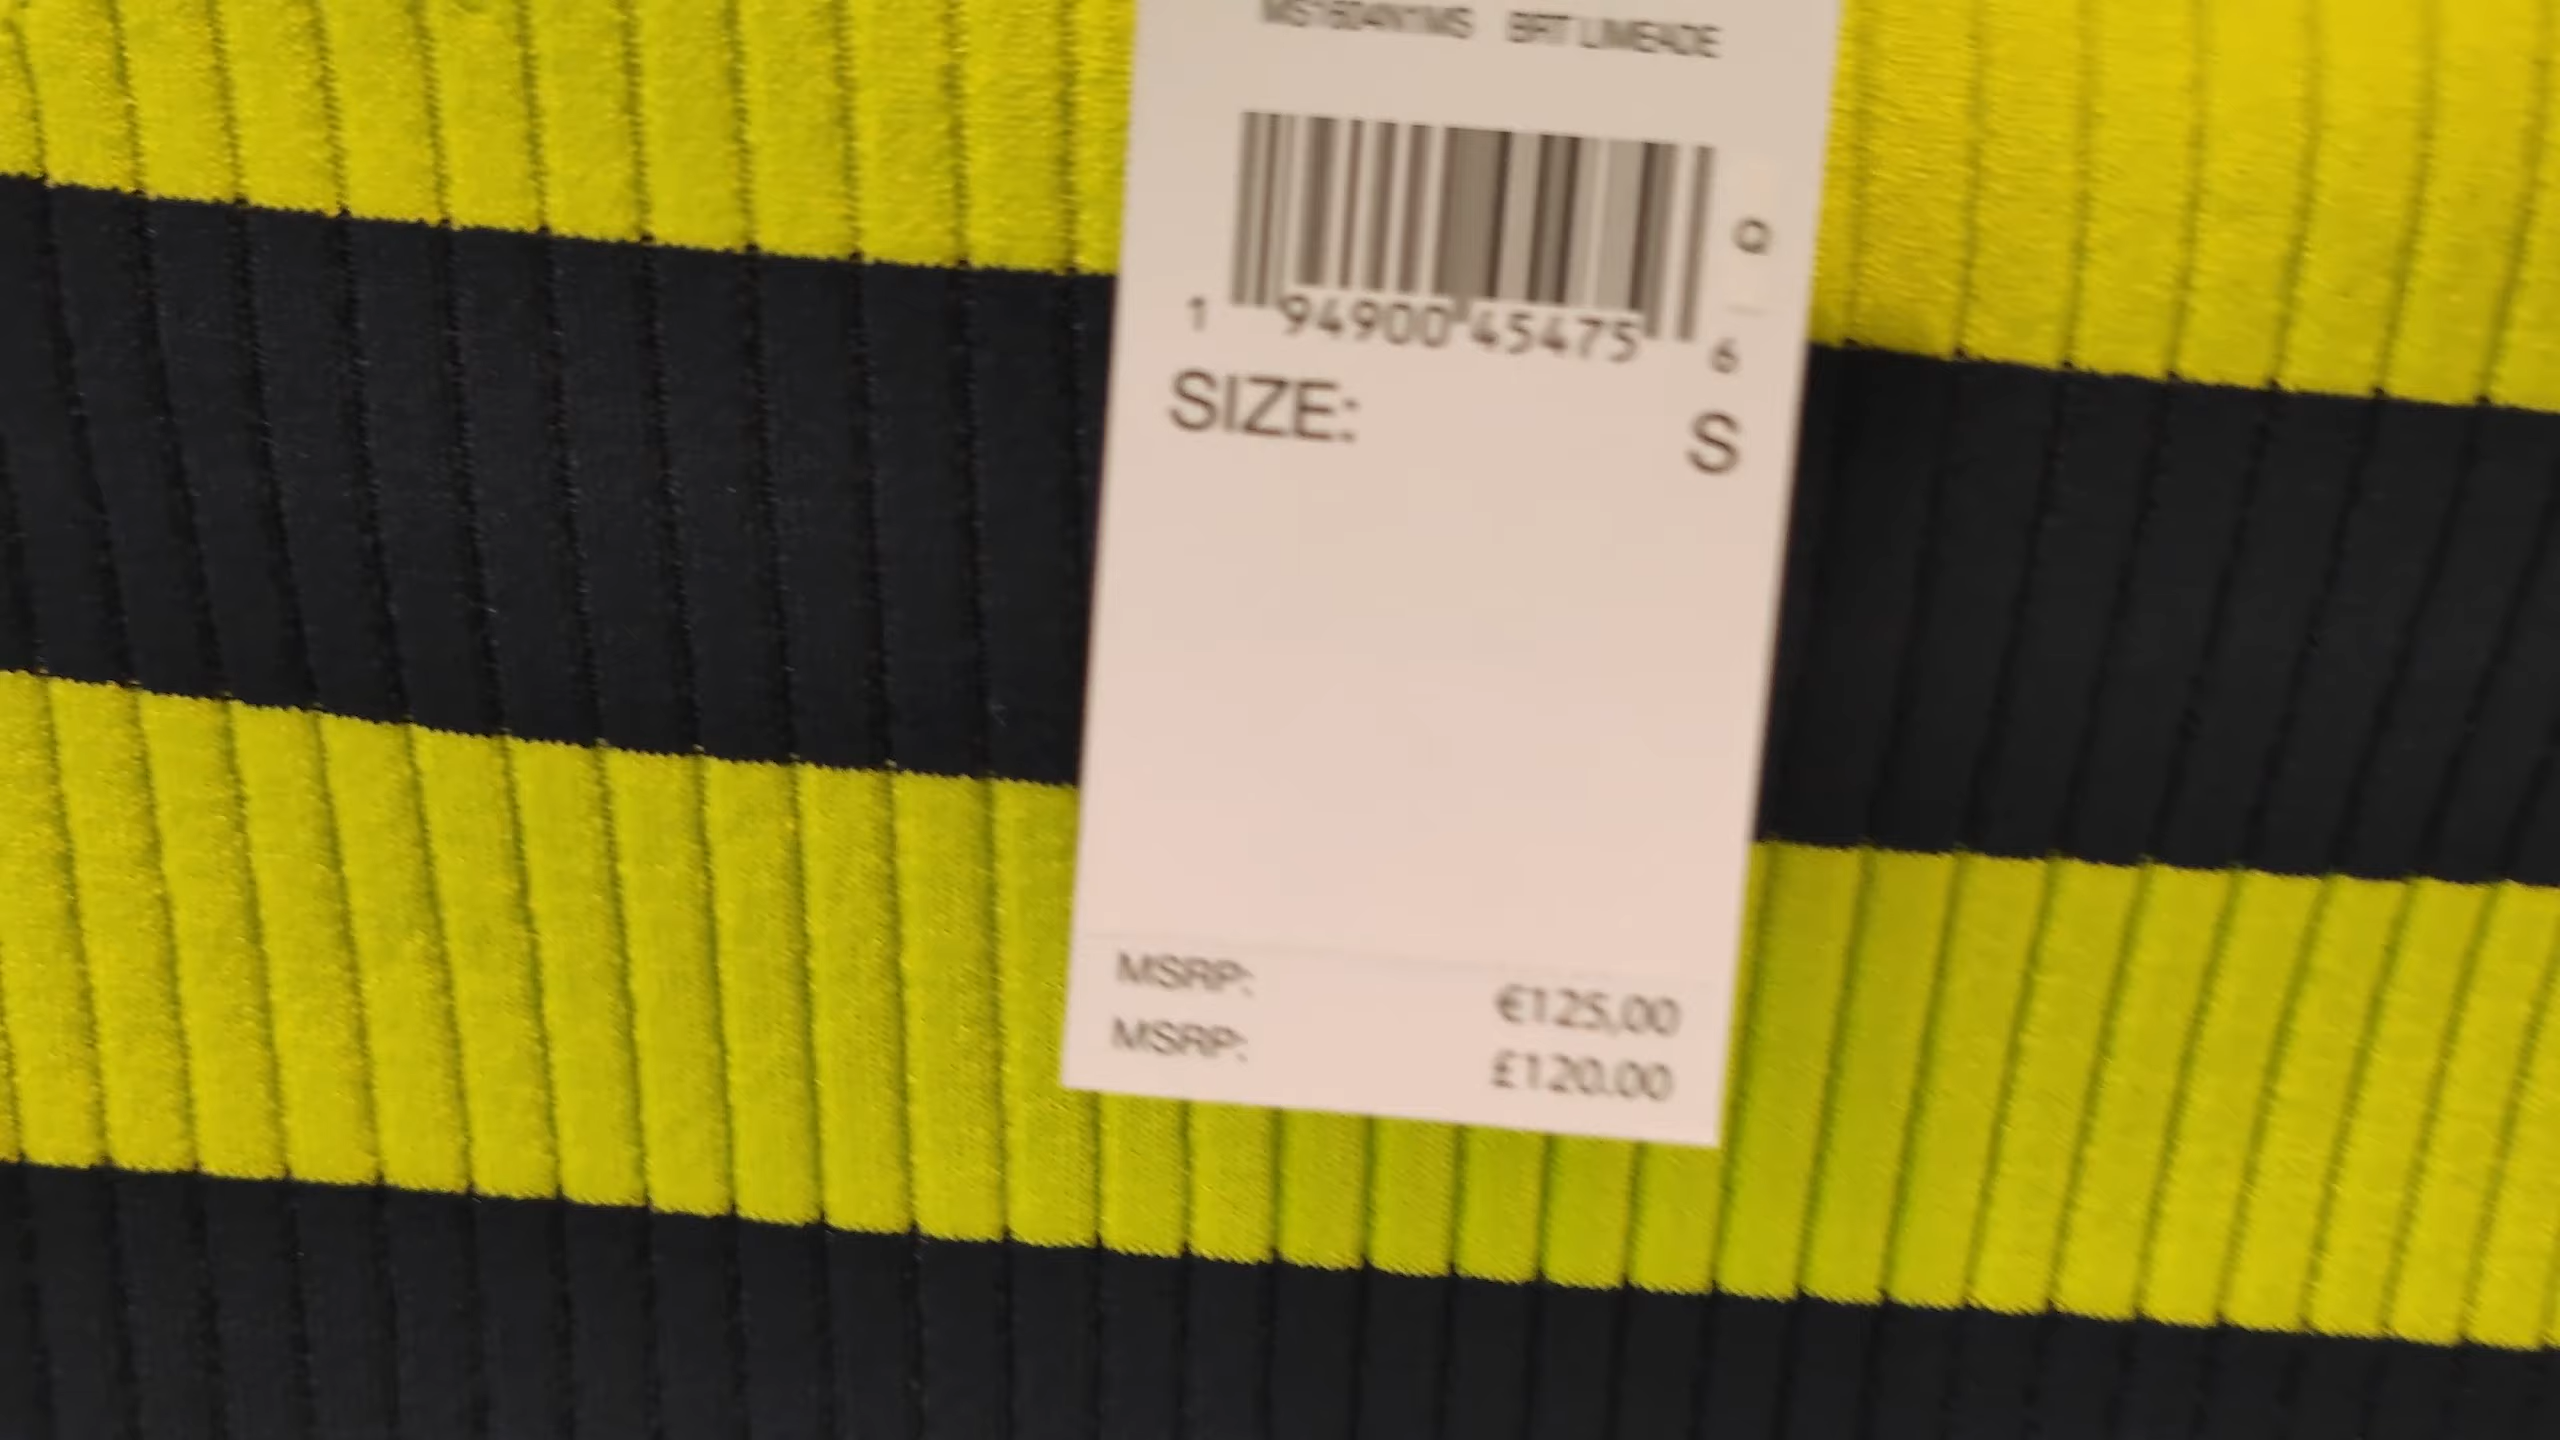 BRT LIMEADE
Q
1 94900 45475 6
SIZE: S
MSRP: €125,00
MSRP: £120.00